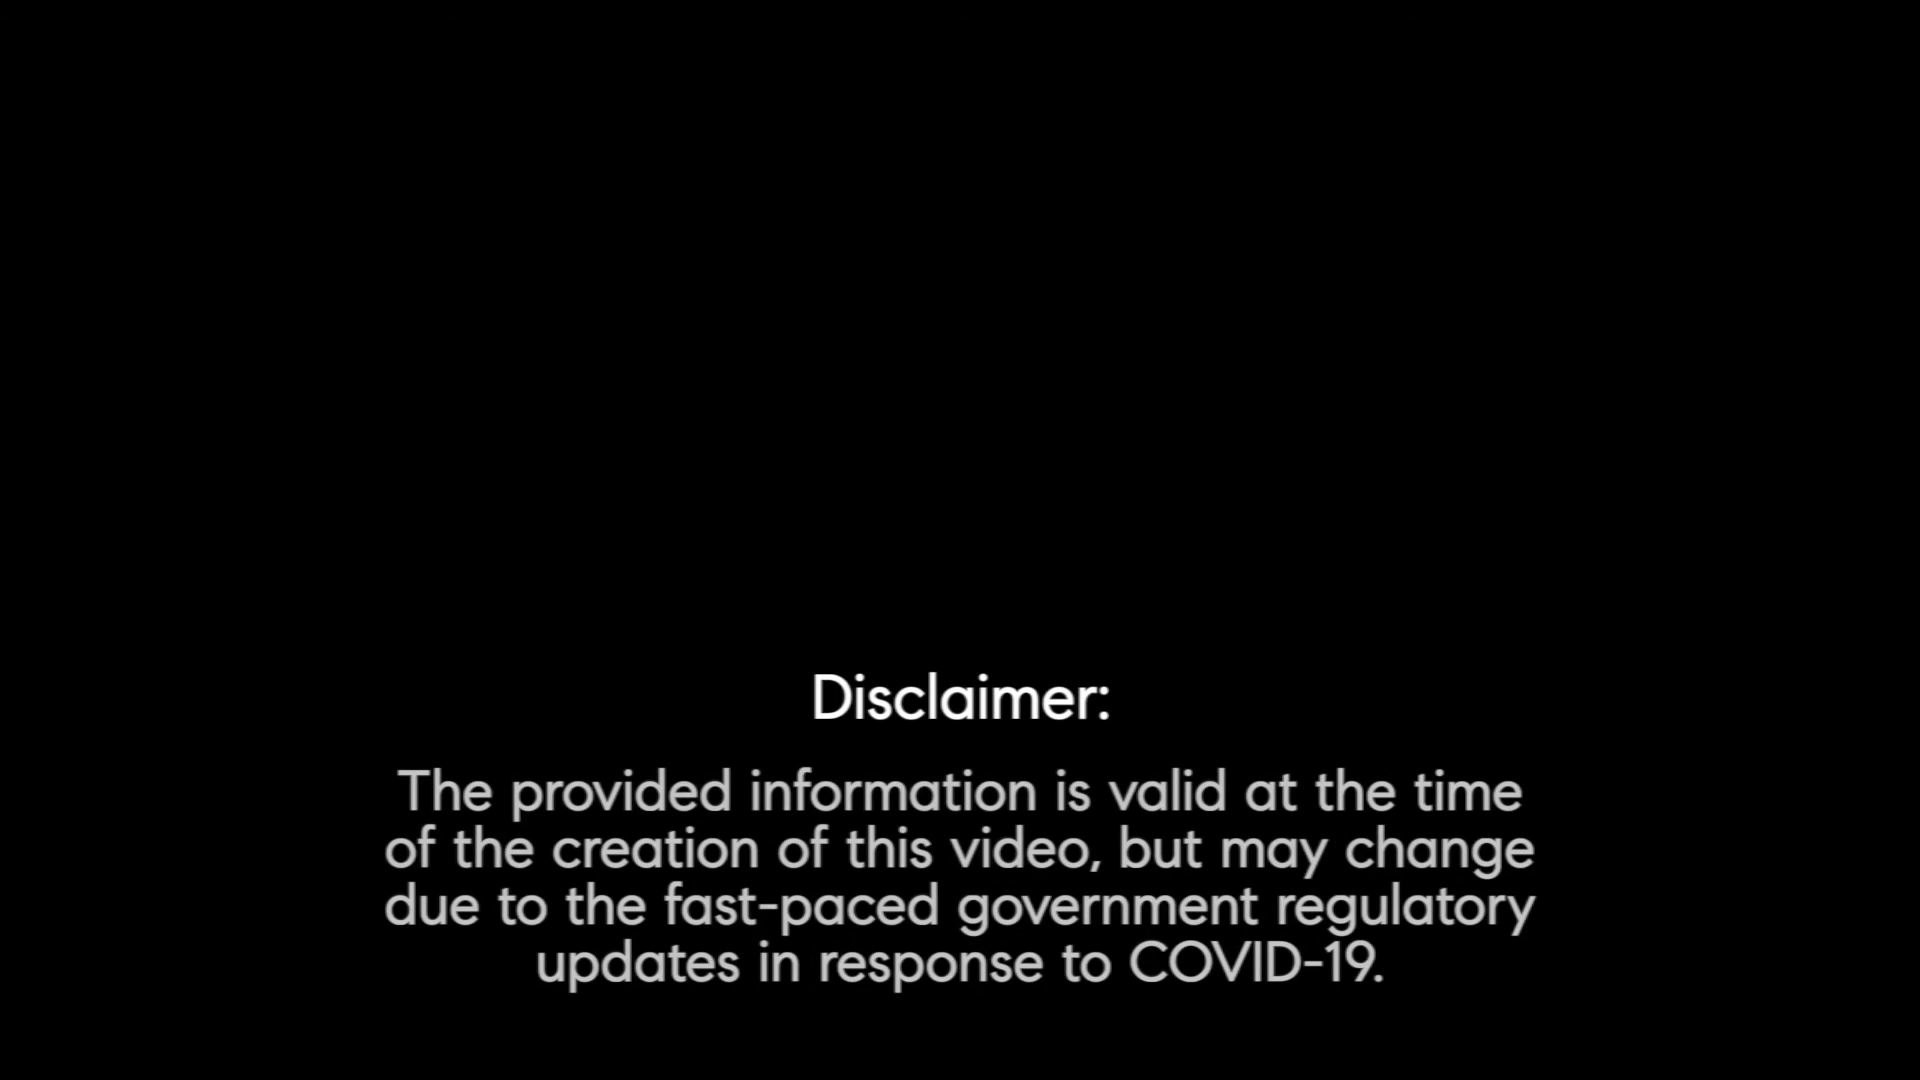 Disclaimer:
The provided information is valid at the time
of the creation of this video, but may change
due to the fast-paced government regulatory
updates in response to COVID-19.